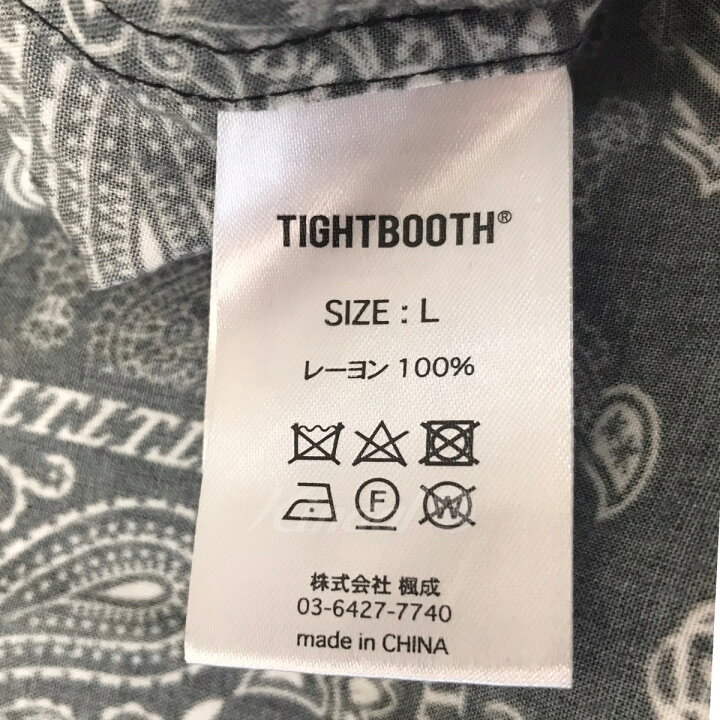 TIGHTBOOTH®
SIZE : L
レーヨン 100%
F
W
株式会社 楓成
03-6427-7740
made in CHINA